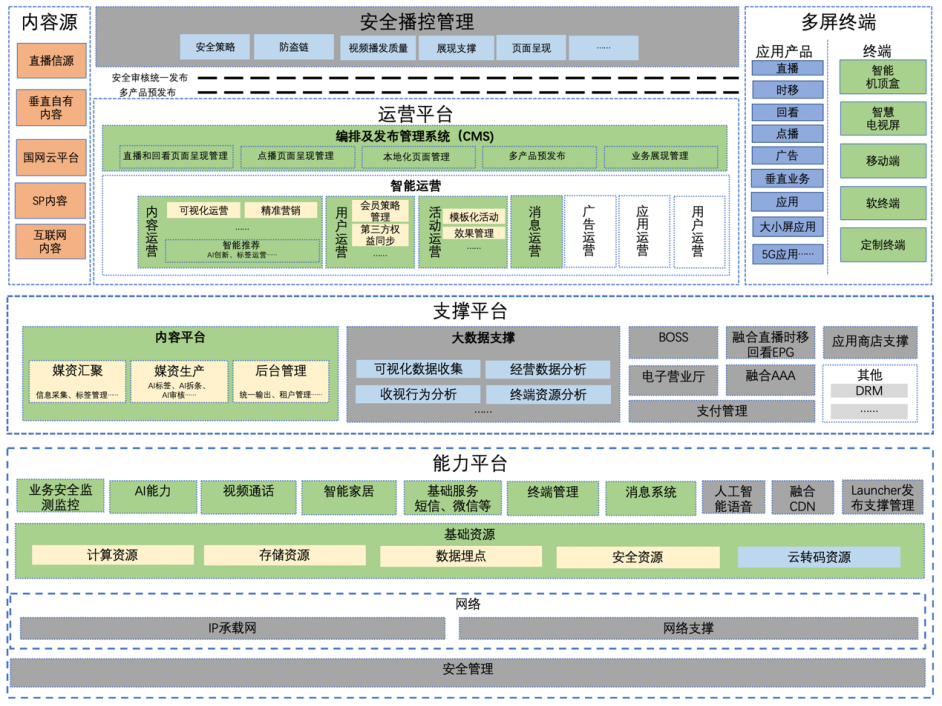 内容源
直播信源
垂直自有
内容
国网云平台
SP内容
互联网
内容
安全播控管理
安全策略
防盗链
视频播发质量
展现支撑
页面呈现
……
安全审核统一发布
多产品预发布
运营平台
编排及发布管理系统（CMS)
直播和回看页面呈现管理
点播页面呈现管理
本地化页面管理
多产品预发布
业务展现管理
智能运营
内容运营
可视化运营
精准营销
……
智能推荐
AI创新、标签运营……
用户运营
会员策略
管理
第三方权
益同步
……
活动运营
模板化活动
效果管理
……
消息运营
广告运营
应用运营
用户运营
多屏终端
应用产品
直播
时移
回看
点播
广告
垂直业务
应用
大小屏应用
5G应用……
终端
智能
机顶盒
智慧
电视屏
移动端
软终端
定制终端
支撑平台
内容平台
媒资汇聚
信息采集、标签管理……
媒资生产
AI标签、AI拆条、
AI审核……
后台管理
统一输出、租户管理……
大数据支撑
可视化数据收集
经营数据分析
收视行为分析
终端资源分析
……
BOSS
融合直播时移
回看EPG
应用商店支撑
电子营业厅
融合AAA
支付管理
其他
DRM
……
能力平台
业务安全监
测监控
AI能力
视频通话
智能家居
基础服务
短信、微信等
终端管理
消息系统
人工智
能语音
融合
CDN
Launcher发
布支撑管理
基础资源
计算资源
存储资源
数据埋点
安全资源
云转码资源
网络
IP承载网
网络支撑
安全管理